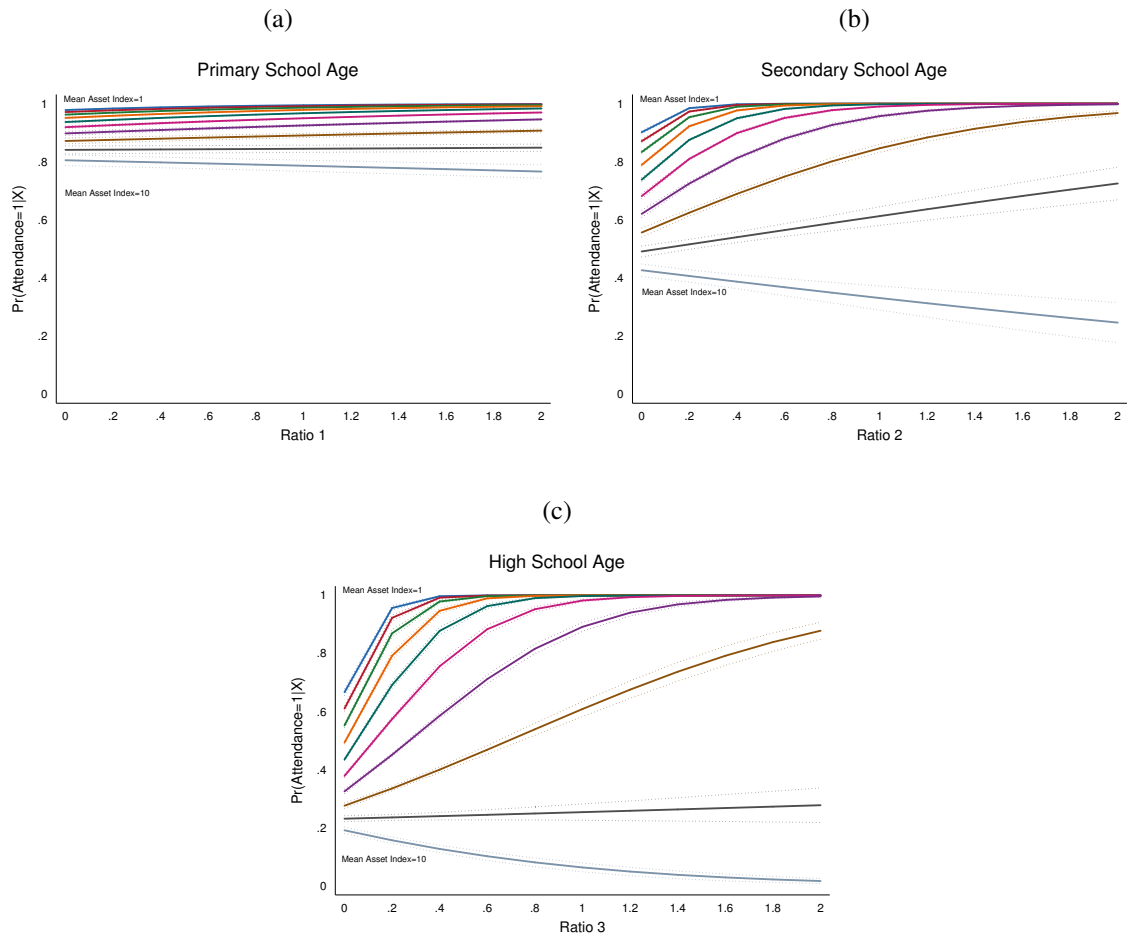 (a)
Primary School Age
Mean Asset Index=1
Mean Asset Index=10
Pr(Attendance=1|X)
1
.8
.6
.4
.2
0
0 .2 .4 .6 .8 1 1.2 1.4 1.6 1.8 2
Ratio 1
(b)
Secondary School Age
Mean Asset Index=1
Mean Asset Index=10
Pr(Attendance=1|X)
1
.8
.6
.4
.2
0
0 .2 .4 .6 .8 1 1.2 1.4 1.6 1.8 2
Ratio 2
(c)
High School Age
Mean Asset Index=1
Mean Asset Index=10
Pr(Attendance=1|X)
1
.8
.6
.4
.2
0
0 .2 .4 .6 .8 1 1.2 1.4 1.6 1.8 2
Ratio 3